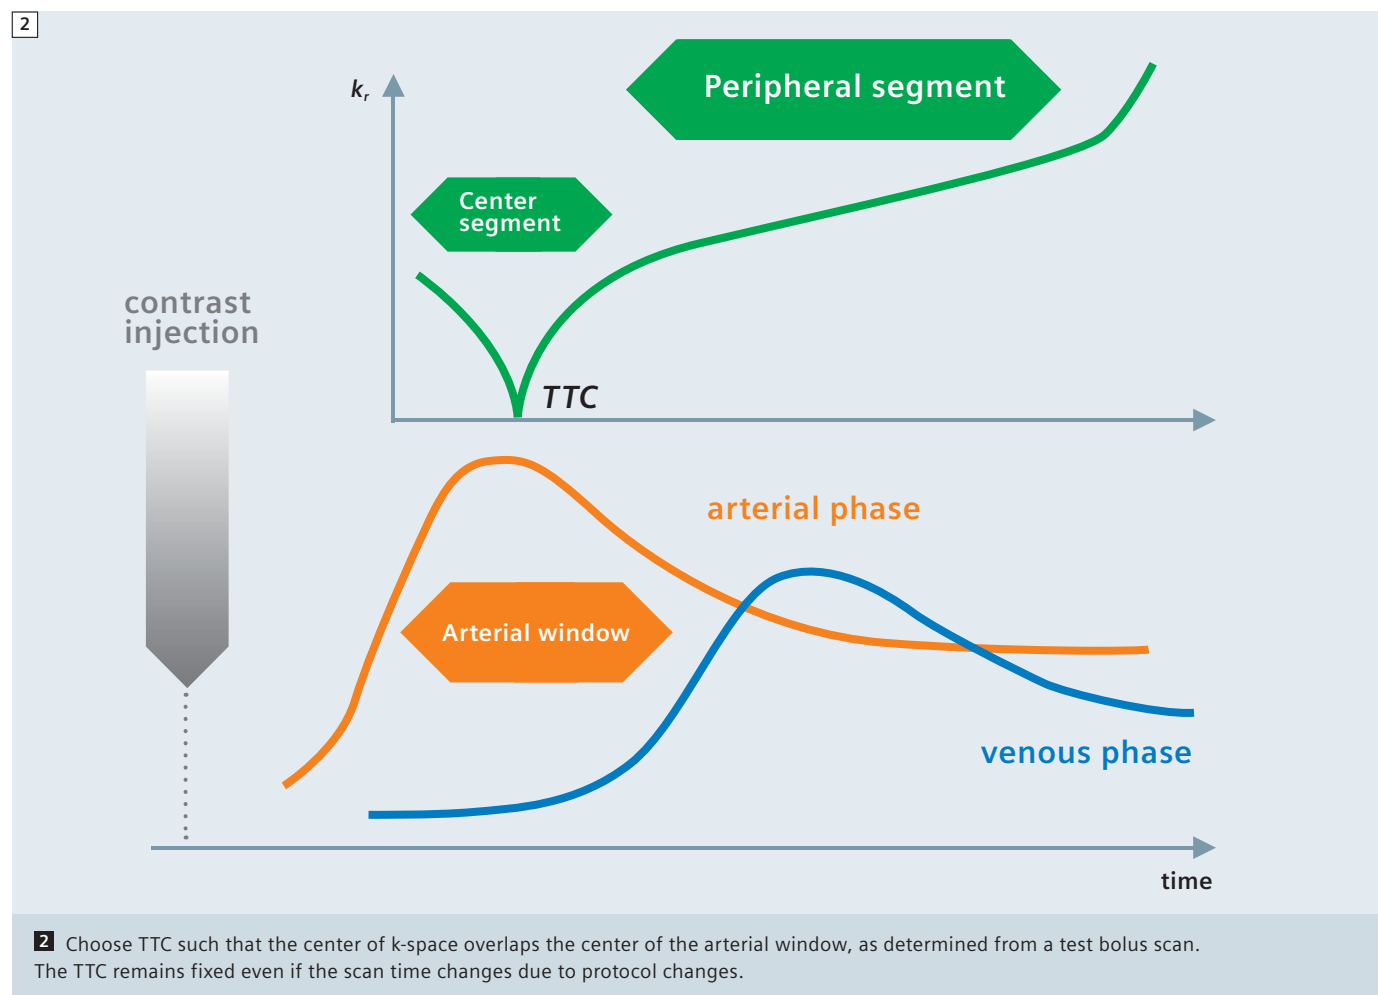 2
k_r
Peripheral segment
Center
segment
contrast
injection
TTC
arterial phase
Arterial window
venous phase
time
2 Choose TTC such that the center of k-space overlaps the center of the arterial window, as determined from a test bolus scan.
The TTC remains fixed even if the scan time changes due to protocol changes.